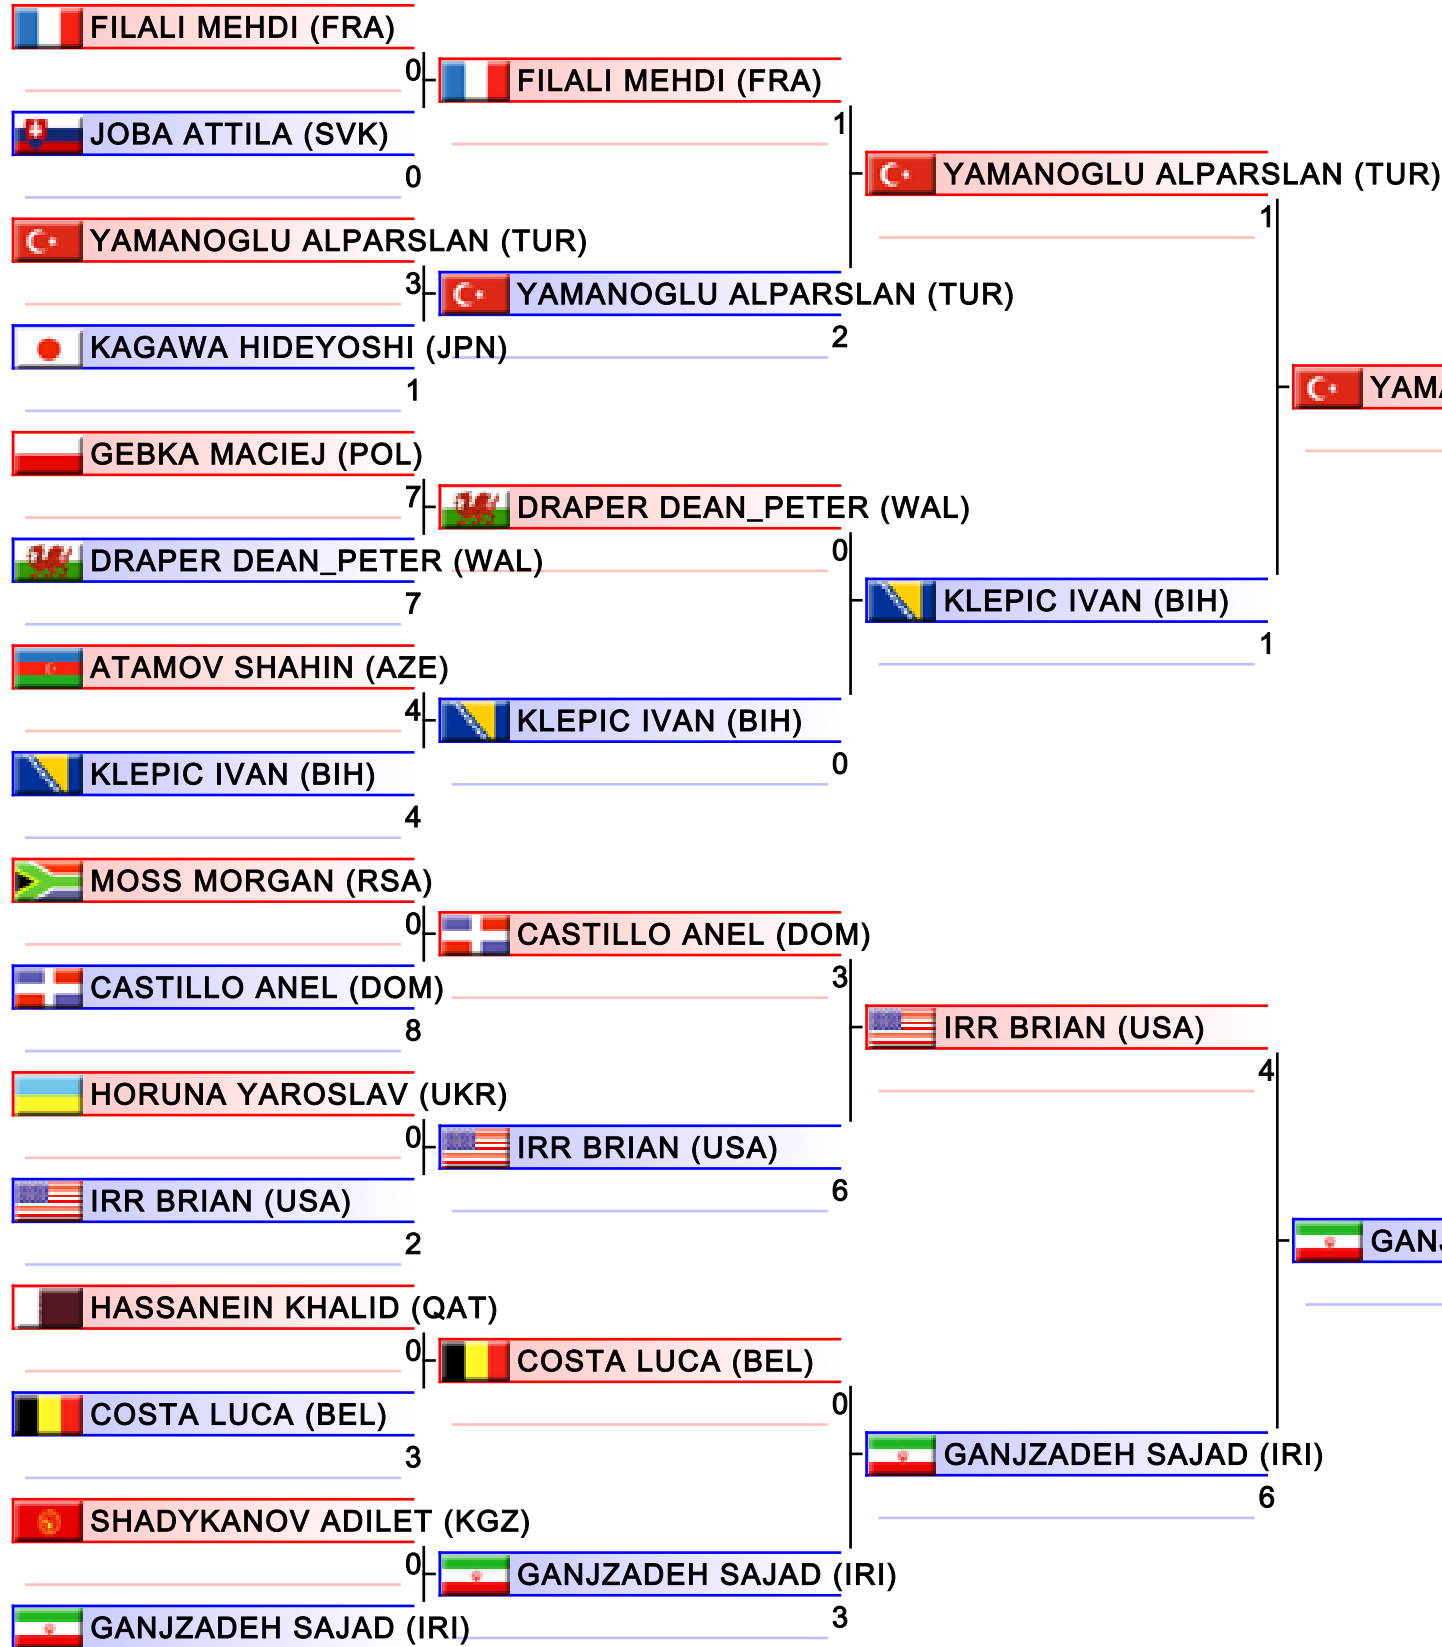 FILALI MEHDI (FRA)
0
FILALI MEHDI (FRA)
1
JOBA ATTILA (SVK)
0
YAMANOGLU ALPARSLAN (TUR)
1
YAMANOGLU ALPARSLAN (TUR)
3
YAMANOGLU ALPARSLAN (TUR)
2
KAGAWA HIDEYOSHI (JPN)
1
YAMA
GEBKA MACIEJ (POL)
7
DRAPER DEAN_PETER (WAL)
0
DRAPER DEAN_PETER (WAL)
7
KLEPIC IVAN (BIH)
1
ATAMOV SHAHIN (AZE)
4
KLEPIC IVAN (BIH)
0
KLEPIC IVAN (BIH)
4
MOSS MORGAN (RSA)
0
CASTILLO ANEL (DOM)
3
CASTILLO ANEL (DOM)
8
IRR BRIAN (USA)
4
HORUNA YAROSLAV (UKR)
0
IRR BRIAN (USA)
6
IRR BRIAN (USA)
2
GANJ
HASSANEIN KHALID (QAT)
0
COSTA LUCA (BEL)
0
COSTA LUCA (BEL)
3
GANJZADEH SAJAD (IRI)
6
SHADYKANOV ADILET (KGZ)
0
GANJZADEH SAJAD (IRI)
3
GANJZADEH SAJAD (IRI)